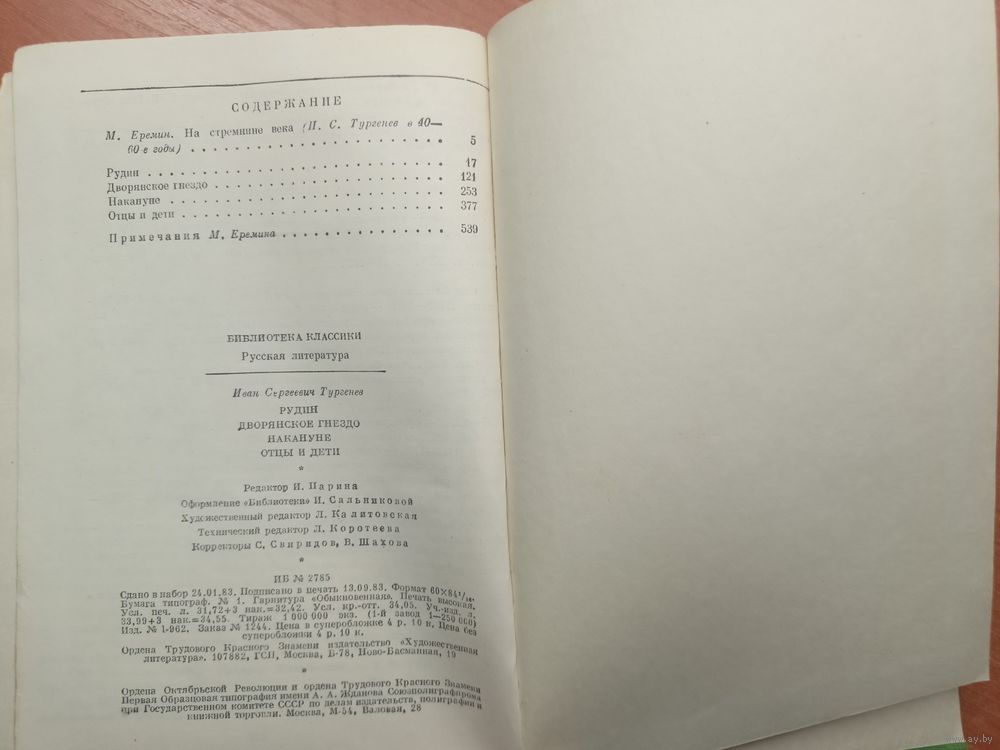 СОДЕРЖАНИЕ
М. Еремин. На стремнине века (И. С. Тургенев в 40—
60-е годы) . . . . . . . . . . . . . . . . . . . 5
Рудин . . . . . . . . . . . . . . . . . . . . . 17
Дворянское гнездо . . . . . . . . . . . . . . . . 121
Накануне . . . . . . . . . . . . . . . . . . . . 253
Отцы и дети . . . . . . . . . . . . . . . . . . . 377
Примечания М. Еремина . . . . . . . . . . . . . 539
БИБЛИОТЕКА КЛАССИКИ
Русская литература
Иван Сергеевич Тургенев
РУДИН
ДВОРЯНСКОЕ ГНЕЗДО
НАКАНУНЕ
ОТЦЫ И ДЕТИ
*
Редактор И. Парина
Оформление «Библиотеки» И. Сальниковой
Художественный редактор Л. Калитовская
Технический редактор Л. Коротеева
Корректоры С. Свиридов, В. Шахова
*
ИБ № 2785
Сдано в набор 24.01.83. Подписано в печать 13.09.83. Формат 60×84¹/₁₆.
Бумага типограф. № 1. Гарнитура «Обыкновенная». Печать высокая.
Усл. печ. л. 31,72+3 нак.=32,42. Усл. кр.-отт. 34,05. Уч.-изд. л.
33,99+3 нак.=34,55. Тираж 1 000 000 экз. (1-й завод 1—250 000)
Изд. № 1-962. Заказ № 1244. Цена в суперобложке 4 р. 10 к. Цена без
суперобложки 4 р. 10 к.
Ордена Трудового Красного Знамени издательство «Художественная
литература». 107882, ГСП, Москва, Б-78, Ново-Басманная, 19
*
Ордена Октябрьской Революции и ордена Трудового Красного Знамени
Первая Образцовая типография имени А. А. Жданова Союзполиграфпрома
при Государственном комитете СССР по делам издательств, полиграфии и
книжной торговли. Москва, М-54, Валовая, 28
www.ay.by